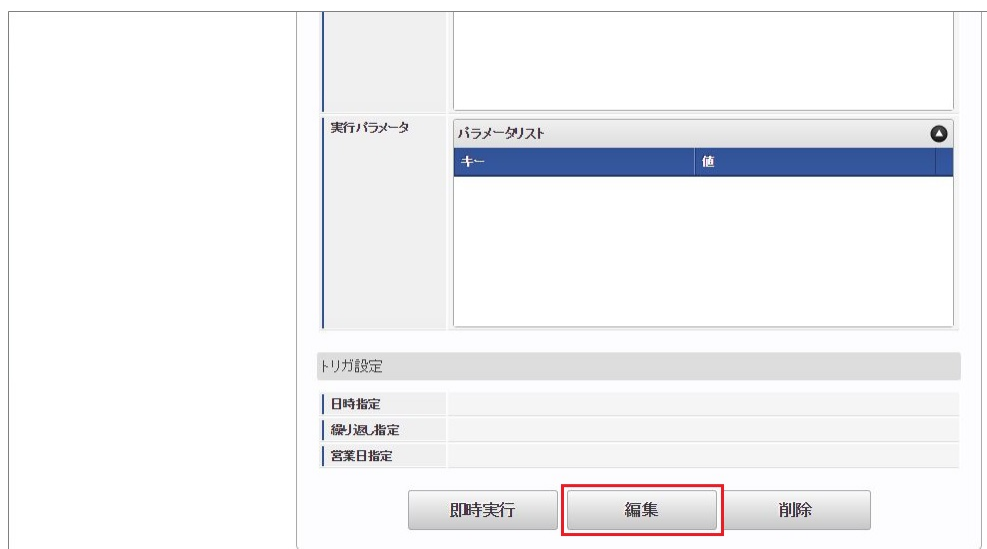 実行パラメータ
パラメータリスト
キー 値
トリガ設定
日時指定
繰り返し指定
営業日指定
即時実行 編集 削除